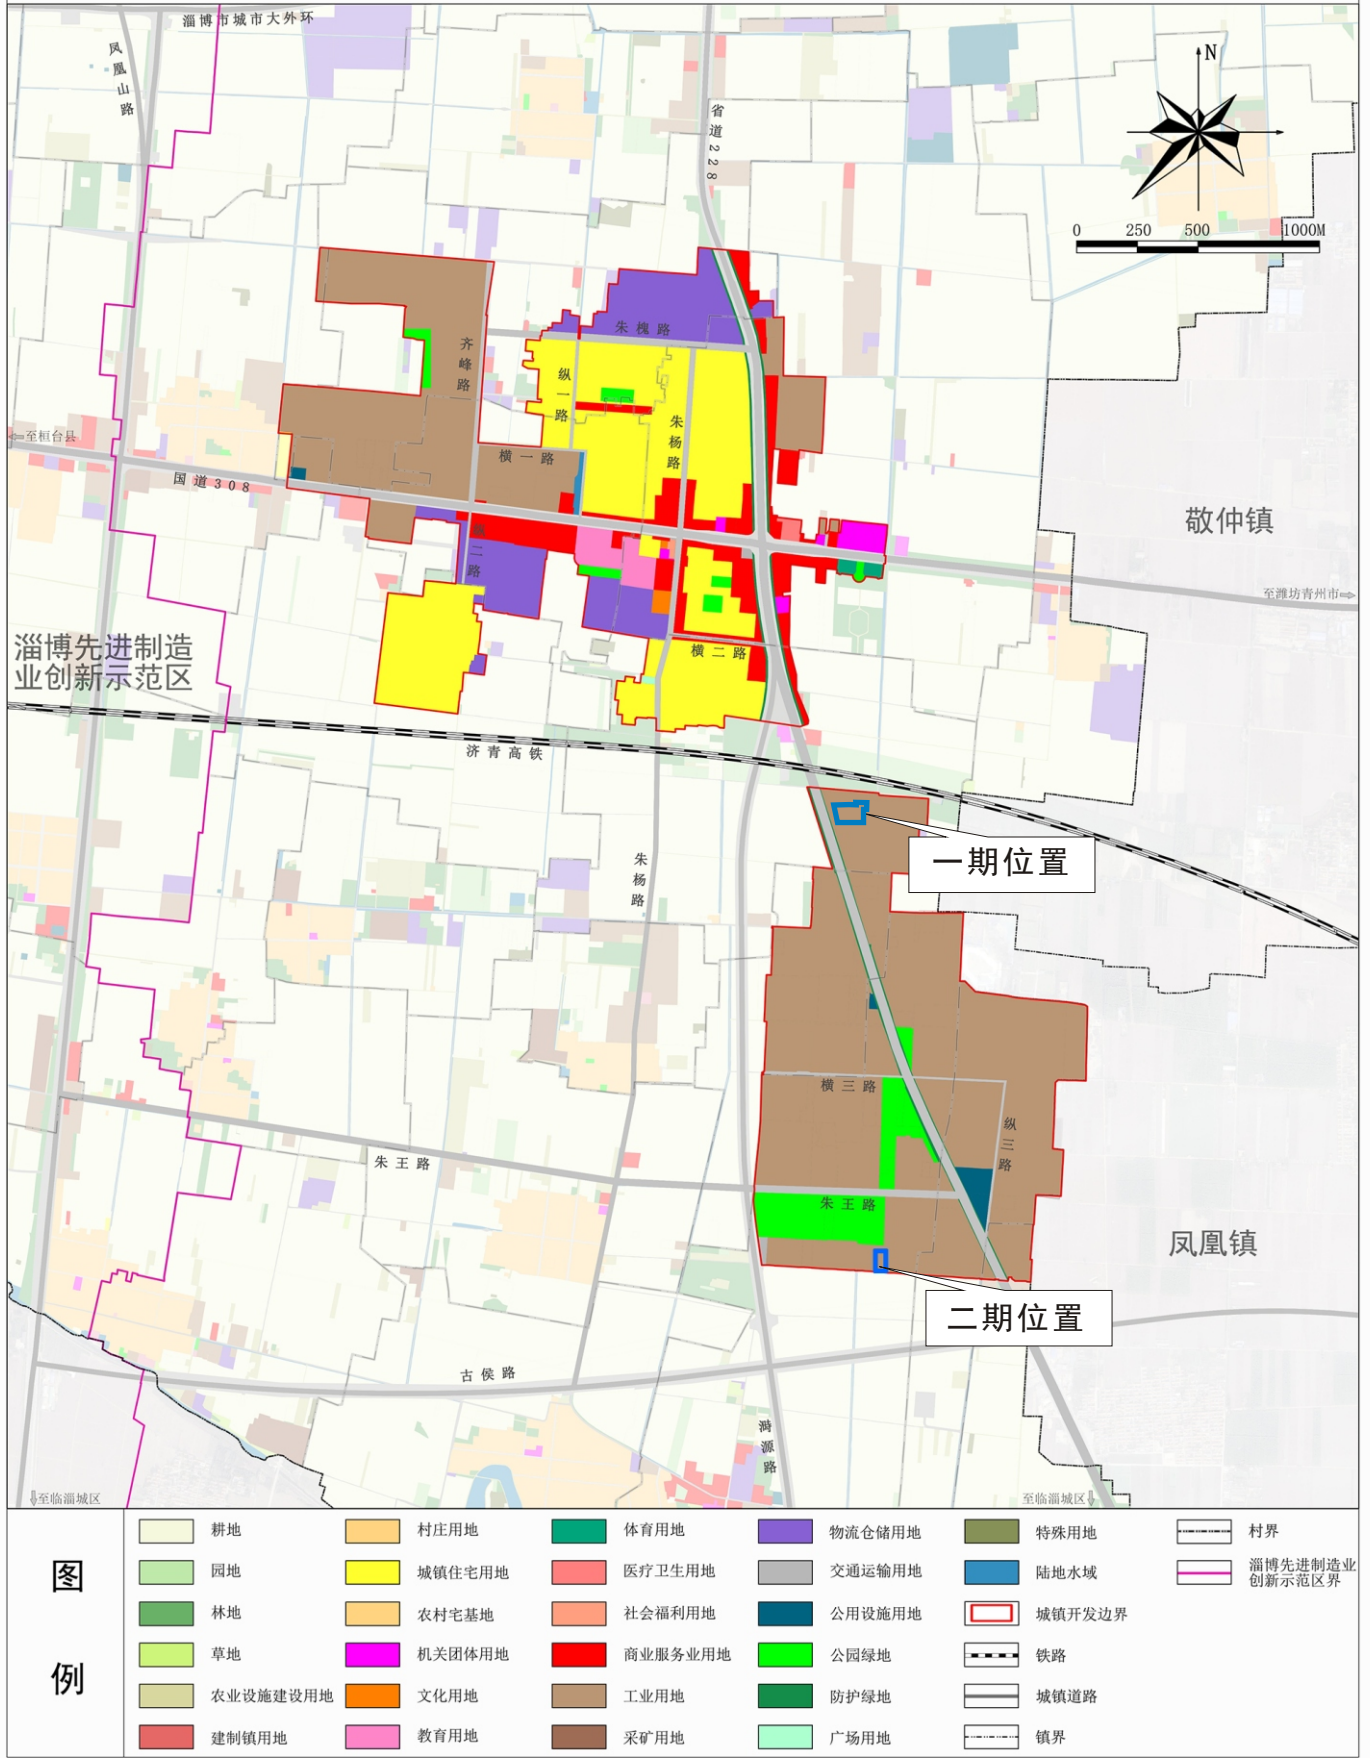 淄博市城市大外环
凤凰山路
省道228
N
0 250 500 1000M
朱槐路
齐峰路
纵一路
朱杨路
至桓台县
国道308
横一路
敬仲镇
二路
至潍坊青州市
淄博先进制造
业创新示范区
横二路
济青高铁
一期位置
朱杨路
横三路
纵三路
朱王路
朱王路
凤凰镇
二期位置
古侯路
淄源路
至临淄城区
至临淄城区
图例
耕地
园地
林地
草地
农业设施建设用地
建制镇用地
村庄用地
城镇住宅用地
农村宅基地
机关团体用地
文化用地
教育用地
体育用地
医疗卫生用地
社会福利用地
商业服务业用地
工业用地
采矿用地
物流仓储用地
交通运输用地
公用设施用地
公园绿地
防护绿地
广场用地
特殊用地
陆地水域
城镇开发边界
铁路
城镇道路
镇界
村界
淄博先进制造业
创新示范区界